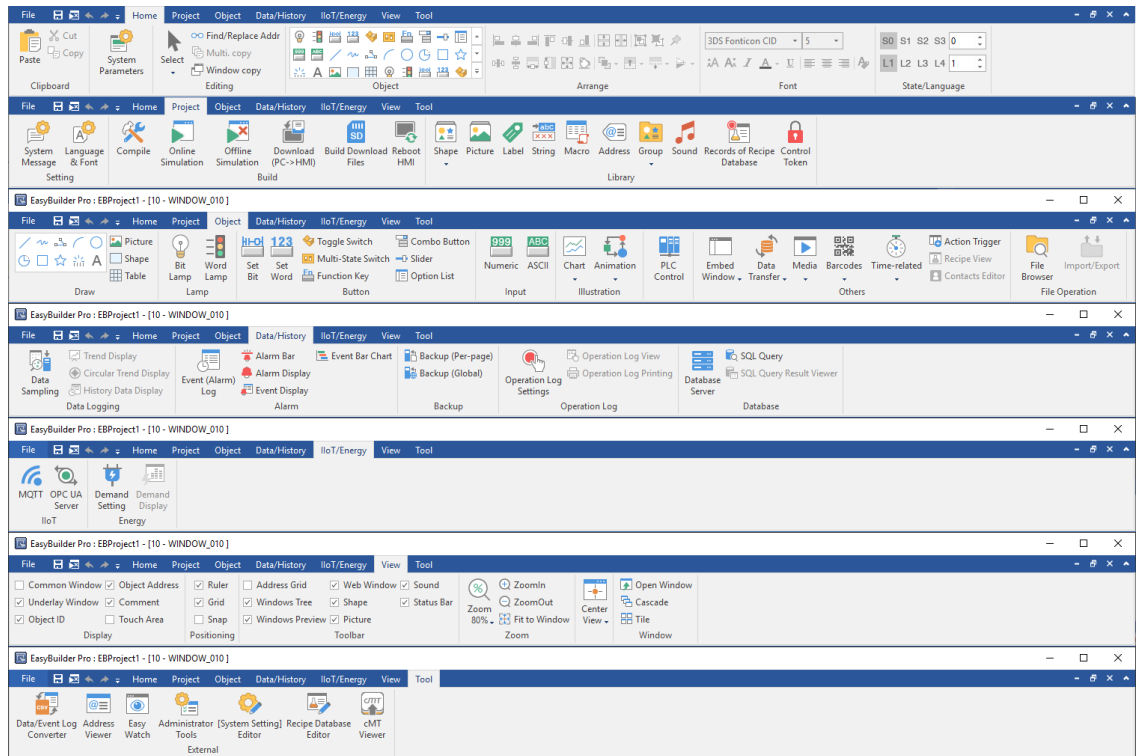 File Home Project Object Data/History IIoT/Energy View Tool
Cut
Copy
Paste
System
Parameters
Select
Find/Replace Addr
Multi. copy
Window copy
3DS Fonticon CID 5
S0 S1 S2 S3 0
L1 L2 L3 L4 1
Clipboard Editing Object Arrange Font State/Language
File Home Project Object Data/History IIoT/Energy View Tool
System Language Compile Online Offline Download Build Download Reboot Shape Picture Label String Macro Address Group Sound Records of Recipe Control
Message & Font Simulation Simulation (PC->HMI) Files HMI Database Token
Setting Build Library
EasyBuilder Pro : EBProject1 - [10 - WINDOW_010 ]
File Home Project Object Data/History IIoT/Energy View Tool
Picture Toggle Switch Combo Button Action Trigger
Shape Multi-State Switch Slider Recipe View
Table Function Key Option List Contacts Editor
Bit Word Set Set Numeric ASCII Chart Animation PLC Embed Data Media Barcodes Time-related File Import/Export
Lamp Lamp Bit Word Control Window Transfer Browser
Draw Lamp Button Input Illustration Others File Operation
EasyBuilder Pro : EBProject1 - [10 - WINDOW_010 ]
File Home Project Object Data/History IIoT/Energy View Tool
Trend Display Alarm Bar Event Bar Chart Backup (Per-page) Operation Log View SQL Query
Circular Trend Display Alarm Display Backup (Global) Operation Log Printing SQL Query Result Viewer
History Data Display Event Display
Data Event (Alarm) Operation Log Database
Sampling Log Settings Server
Data Logging Alarm Backup Operation Log Database
EasyBuilder Pro : EBProject1 - [10 - WINDOW_010 ]
File Home Project Object Data/History IIoT/Energy View Tool
MQTT OPC UA Demand Demand
Server Setting Display
IIoT Energy
EasyBuilder Pro : EBProject1 - [10 - WINDOW_010 ]
File Home Project Object Data/History IIoT/Energy View Tool
Common Window Object Address Ruler Address Grid Web Window Sound ZoomIn Open Window
Underlay Window Comment Grid Windows Tree Shape Status Bar Zoom ZoomOut Center Cascade
Object ID Touch Area Snap Windows Preview Picture 80% Fit to Window View Tile
Display Positioning Toolbar Zoom Window
EasyBuilder Pro : EBProject1 - [10 - WINDOW_010 ]
File Home Project Object Data/History IIoT/Energy View Tool
Data/Event Log Address Easy Administrator [System Setting] Recipe Database cMT
Converter Viewer Watch Tools Editor Editor Viewer
External